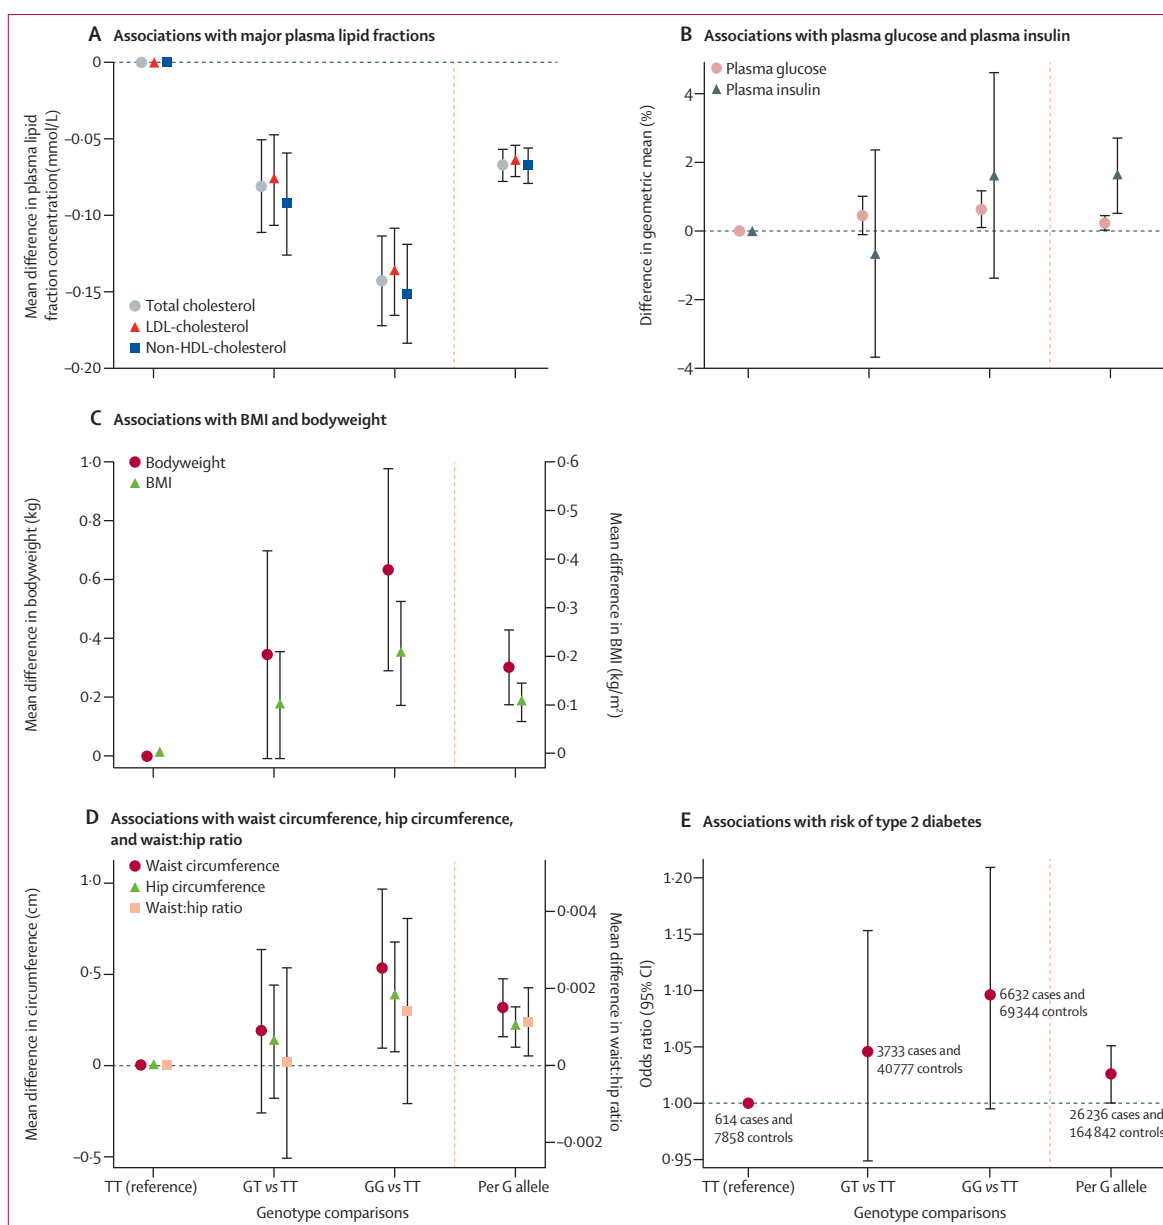 A Associations with major plasma lipid fractions
0
–0·05
–0·10
–0·15
–0·20
Mean difference in plasma lipid
fraction concentration(mmol/L)
Total cholesterol
LDL-cholesterol
Non-HDL-cholesterol
B Associations with plasma glucose and plasma insulin
Plasma glucose
Plasma insulin
4
2
0
–2
–4
Difference in geometric mean (%)
C Associations with BMI and bodyweight
Bodyweight
BMI
1·0
0·8
0·6
0·4
0·2
0
Mean difference in bodyweight (kg)
0·6
0·5
0·4
0·3
0·2
0·1
0
Mean difference in BMI (kg/m²)
D Associations with waist circumference, hip circumference,
and waist:hip ratio
Waist circumference
Hip circumference
Waist:hip ratio
1·0
0·5
0
–0·5
Mean difference in circumference (cm)
0·004
0·002
0
–0·002
Mean difference in waist:hip ratio
TT (reference)
GT vs TT
GG vs TT
Per G allele
Genotype comparisons
E Associations with risk of type 2 diabetes
1·20
1·15
1·10
1·05
1·00
0·95
Odds ratio (95% CI)
614 cases and
7858 controls
3733 cases and
40777 controls
6632 cases and
69344 controls
26236 cases and
164842 controls
TT (reference)
GT vs TT
GG vs TT
Per G allele
Genotype comparisons